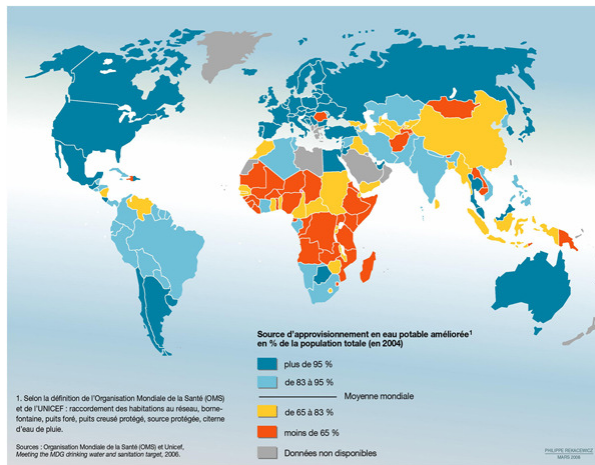 Source d'approvisionnement en eau potable améliorée1
en % de la population totale (en 2004)
plus de 95 %
de 83 à 95 %
Moyenne mondiale
de 65 à 83 %
moins de 65 %
Données non disponibles
1. Selon la définition de l'Organisation Mondiale de la Santé (OMS)
et de l'UNICEF : raccordement des habitations au réseau, borne-
fontaine, puits foré, puits creusé protégé, source protégée, citerne
d'eau de pluie.
Sources : Organisation Mondiale de la Santé (OMS) et Unicef,
Meeting the MDG drinking water and sanitation target, 2006.
PHILIPPE REKACEWICZ
MARS 2006